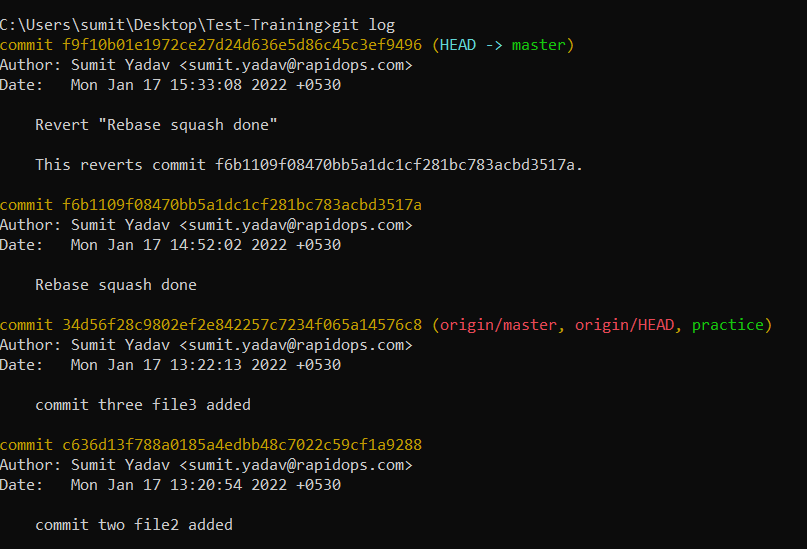 C:\Users\sumit\Desktop\Test-Training>git log
commit f9f10b01e1972ce27d24d636e5d86c45c3ef9496 (HEAD -> master)
Author: Sumit Yadav <sumit.yadav@rapidops.com>
Date:   Mon Jan 17 15:33:08 2022 +0530
Revert "Rebase squash done"
This reverts commit f6b1109f08470bb5a1dc1cf281bc783acbd3517a.
commit f6b1109f08470bb5a1dc1cf281bc783acbd3517a
Author: Sumit Yadav <sumit.yadav@rapidops.com>
Date:   Mon Jan 17 14:52:02 2022 +0530
Rebase squash done
commit 34d56f28c9802ef2e842257c7234f065a14576c8 (origin/master, origin/HEAD, practice)
Author: Sumit Yadav <sumit.yadav@rapidops.com>
Date:   Mon Jan 17 13:22:13 2022 +0530
commit three file3 added
commit c636d13f788a0185a4edbb48c7022c59cf1a9288
Author: Sumit Yadav <sumit.yadav@rapidops.com>
Date:   Mon Jan 17 13:20:54 2022 +0530
commit two file2 added